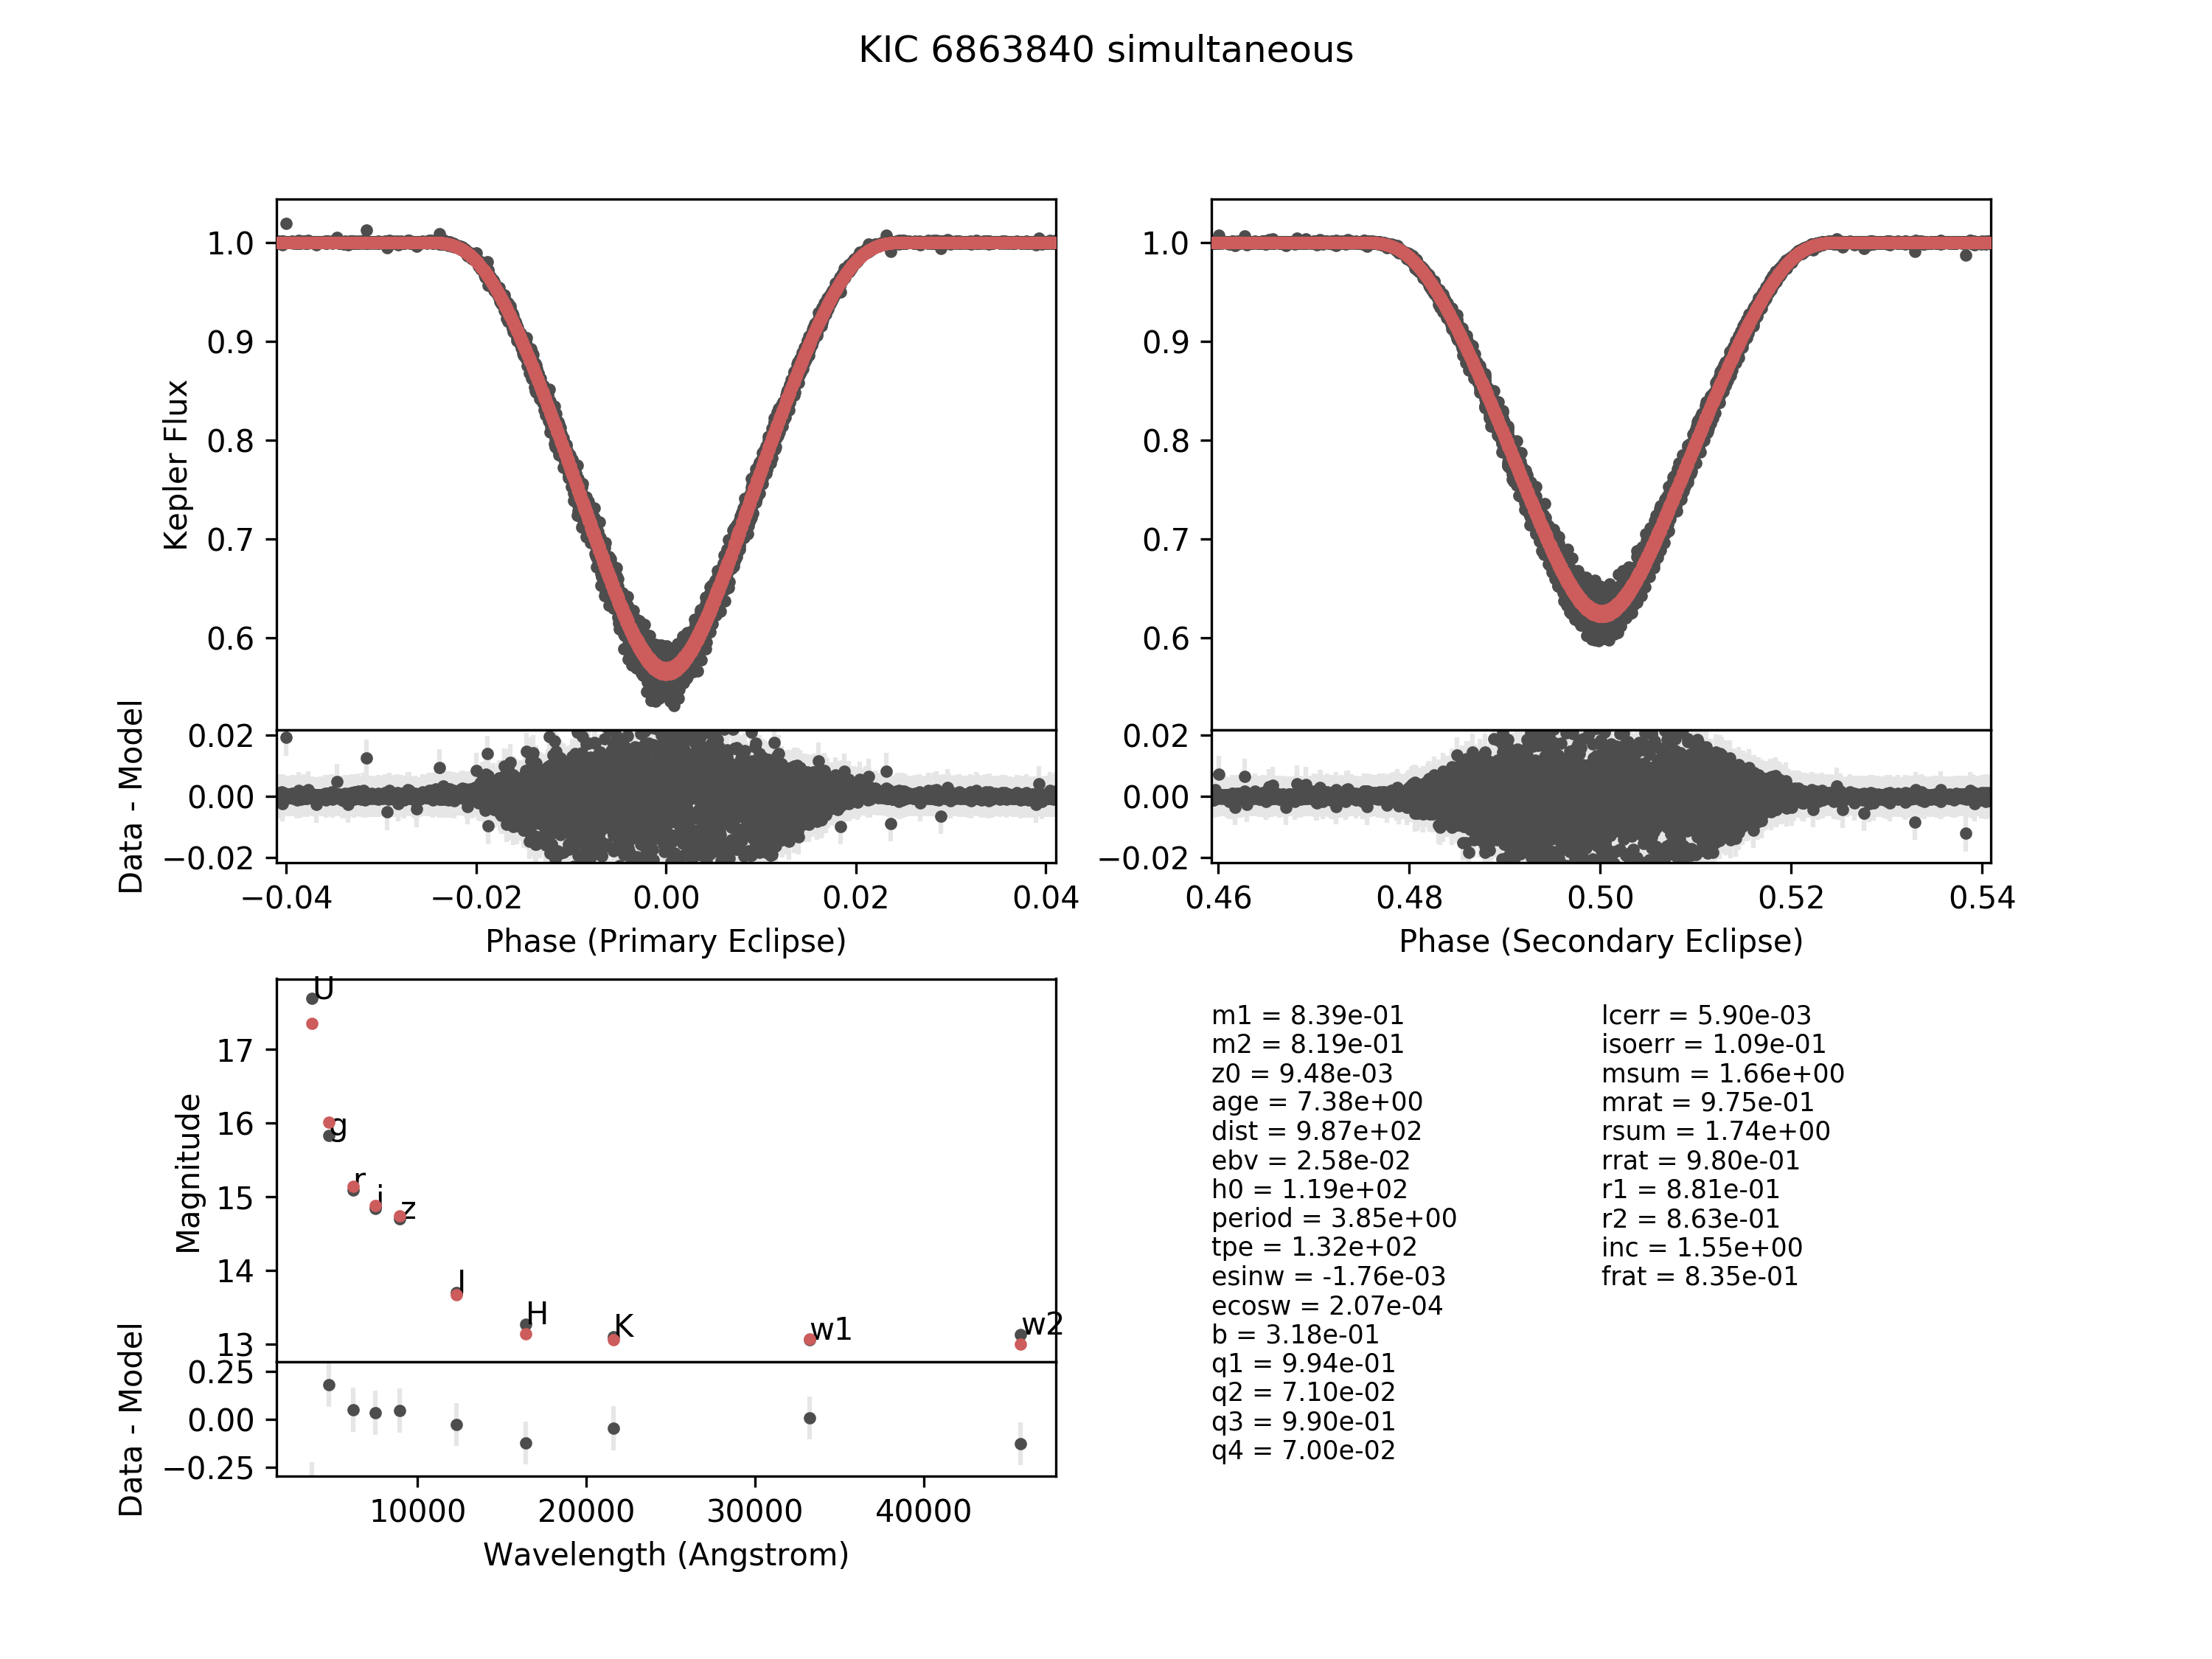 KIC 6863840 simultaneous
Kepler Flux
1.0
0.9
0.8
0.7
0.6
1.0
0.9
0.8
0.7
0.6
Data - Model
0.02
0.00
−0.02
0.02
0.00
−0.02
−0.04 −0.02 0.00 0.02 0.04
0.46 0.48 0.50 0.52 0.54
Phase (Primary Eclipse)
Phase (Secondary Eclipse)
Magnitude
17
16
15
14
13
U
g
r
i
z
J
H
K
w1
w2
Data - Model
0.25
0.00
−0.25
10000 20000 30000 40000
Wavelength (Angstrom)
m1 = 8.39e-01
m2 = 8.19e-01
z0 = 9.48e-03
age = 7.38e+00
dist = 9.87e+02
ebv = 2.58e-02
h0 = 1.19e+02
period = 3.85e+00
tpe = 1.32e+02
esinw = -1.76e-03
ecosw = 2.07e-04
b = 3.18e-01
q1 = 9.94e-01
q2 = 7.10e-02
q3 = 9.90e-01
q4 = 7.00e-02
lcerr = 5.90e-03
isoerr = 1.09e-01
msum = 1.66e+00
mrat = 9.75e-01
rsum = 1.74e+00
rrat = 9.80e-01
r1 = 8.81e-01
r2 = 8.63e-01
inc = 1.55e+00
frat = 8.35e-01